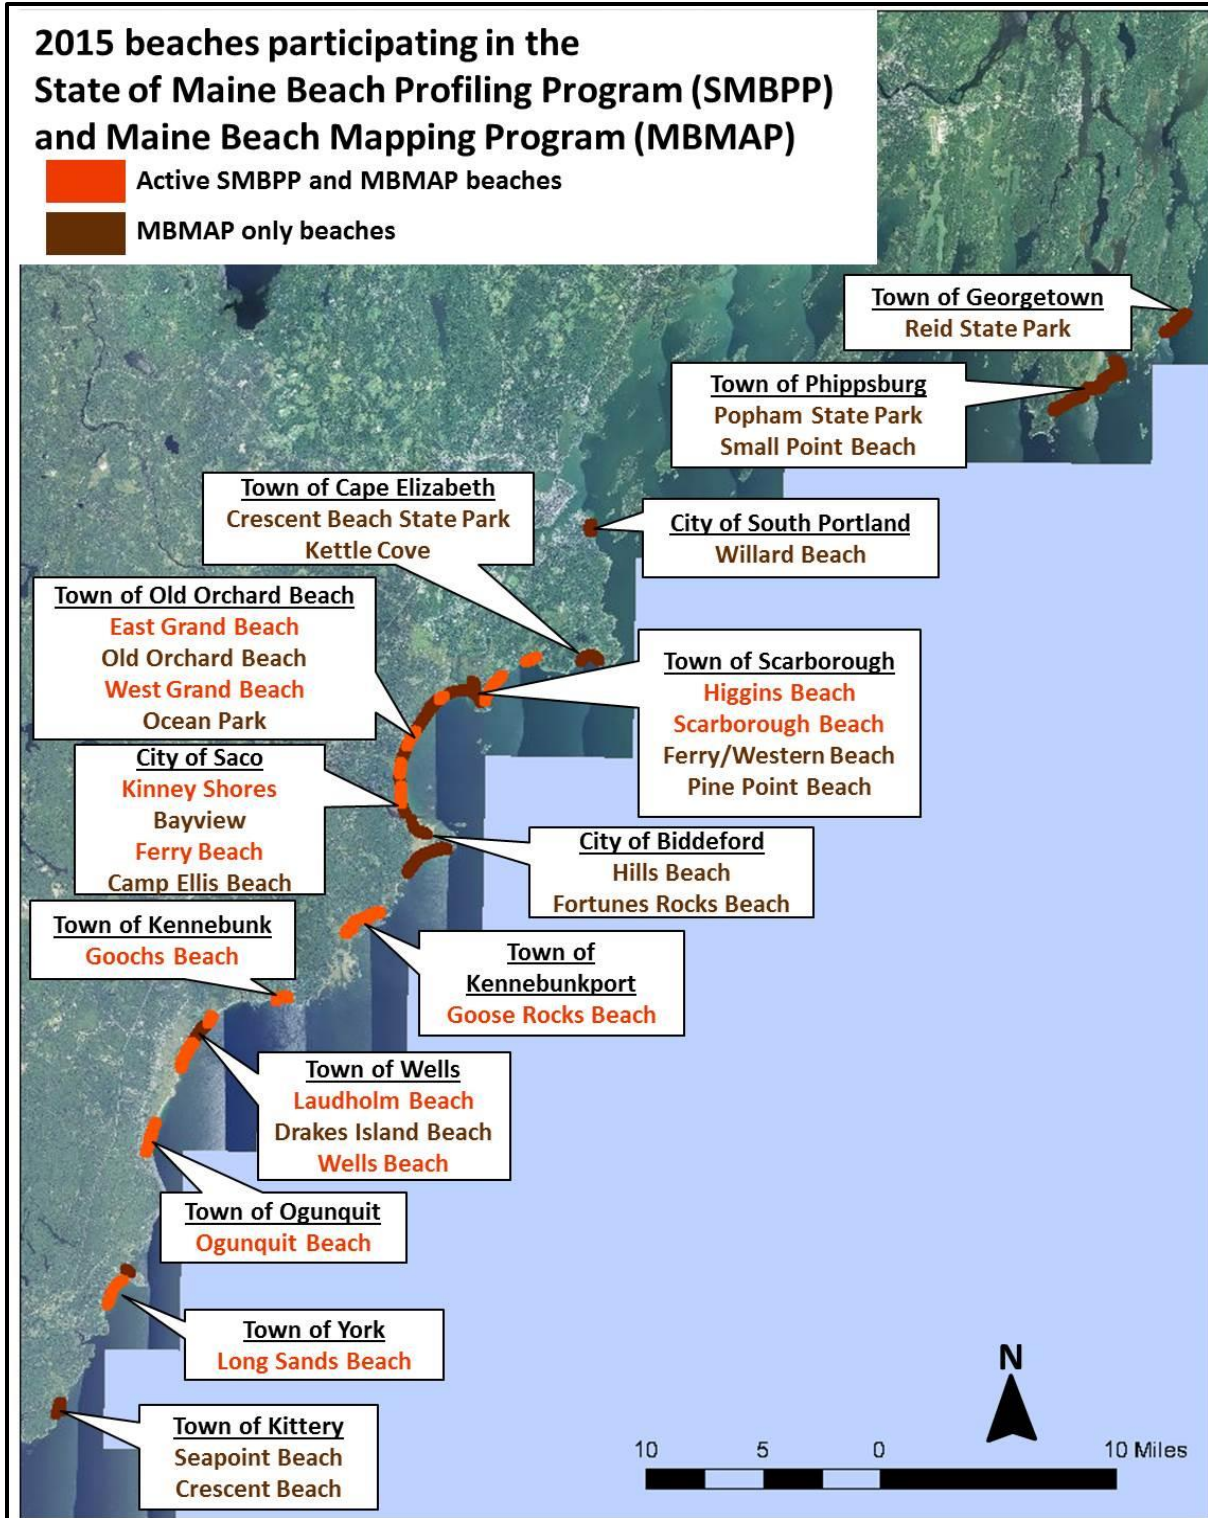 2015 beaches participating in the
State of Maine Beach Profiling Program (SMBPP)
and Maine Beach Mapping Program (MBMAP)
Active SMBPP and MBMAP beaches
MBMAP only beaches
Town of Georgetown
Reid State Park
Town of Phippsburg
Popham State Park
Small Point Beach
Town of Cape Elizabeth
Crescent Beach State Park
Kettle Cove
City of South Portland
Willard Beach
Town of Old Orchard Beach
East Grand Beach
Old Orchard Beach
West Grand Beach
Ocean Park
Town of Scarborough
Higgins Beach
Scarborough Beach
Ferry/Western Beach
Pine Point Beach
City of Saco
Kinney Shores
Bayview
Ferry Beach
Camp Ellis Beach
City of Biddeford
Hills Beach
Fortunes Rocks Beach
Town of Kennebunk
Goochs Beach
Town of
Kennebunkport
Goose Rocks Beach
Town of Wells
Laudholm Beach
Drakes Island Beach
Wells Beach
Town of Ogunquit
Ogunquit Beach
Town of York
Long Sands Beach
Town of Kittery
Seapoint Beach
Crescent Beach
N
10 5 0 10 Miles